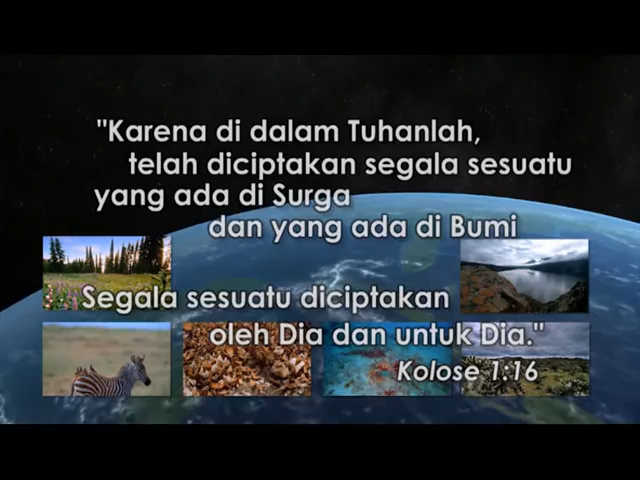 "Karena di dalam Tuhanlah,
telah diciptakan segala sesuatu
yang ada di Surga
dan yang ada di Bumi
Segala sesuatu diciptakan
oleh Dia dan untuk Dia."
Kolose 1:16